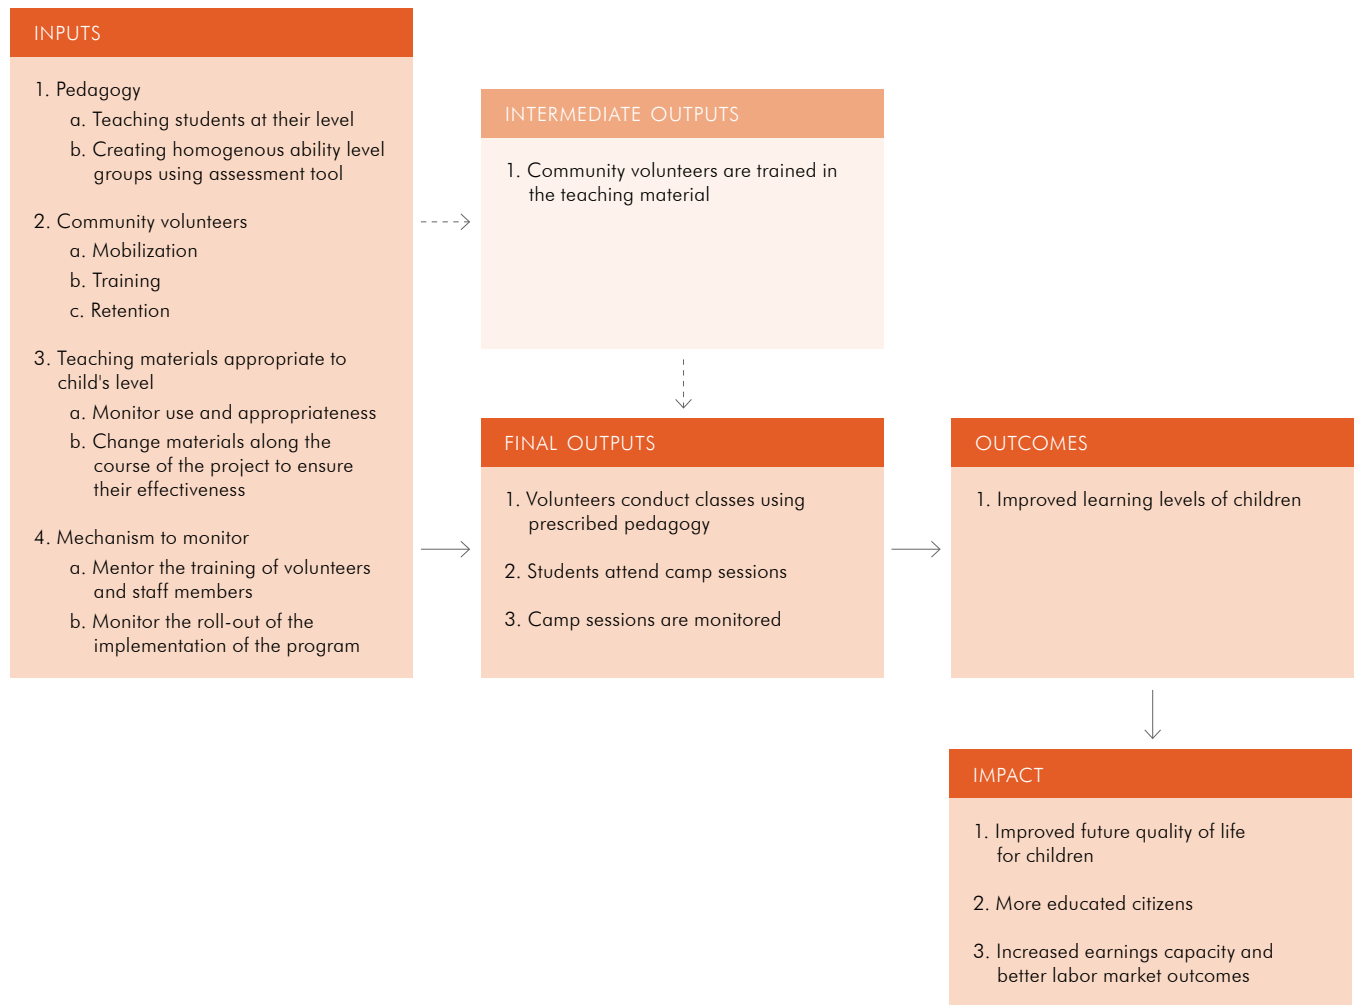 INPUTS
1. Pedagogy
a. Teaching students at their level
b. Creating homogenous ability level
groups using assessment tool
2. Community volunteers
a. Mobilization
b. Training
c. Retention
3. Teaching materials appropriate to
child's level
a. Monitor use and appropriateness
b. Change materials along the
course of the project to ensure
their effectiveness
4. Mechanism to monitor
a. Mentor the training of volunteers
and staff members
b. Monitor the roll-out of the
implementation of the program
INTERMEDIATE OUTPUTS
1. Community volunteers are trained in
the teaching material
FINAL OUTPUTS
1. Volunteers conduct classes using
prescribed pedagogy
2. Students attend camp sessions
3. Camp sessions are monitored
OUTCOMES
1. Improved learning levels of children
IMPACT
1. Improved future quality of life
for children
2. More educated citizens
3. Increased earnings capacity and
better labor market outcomes